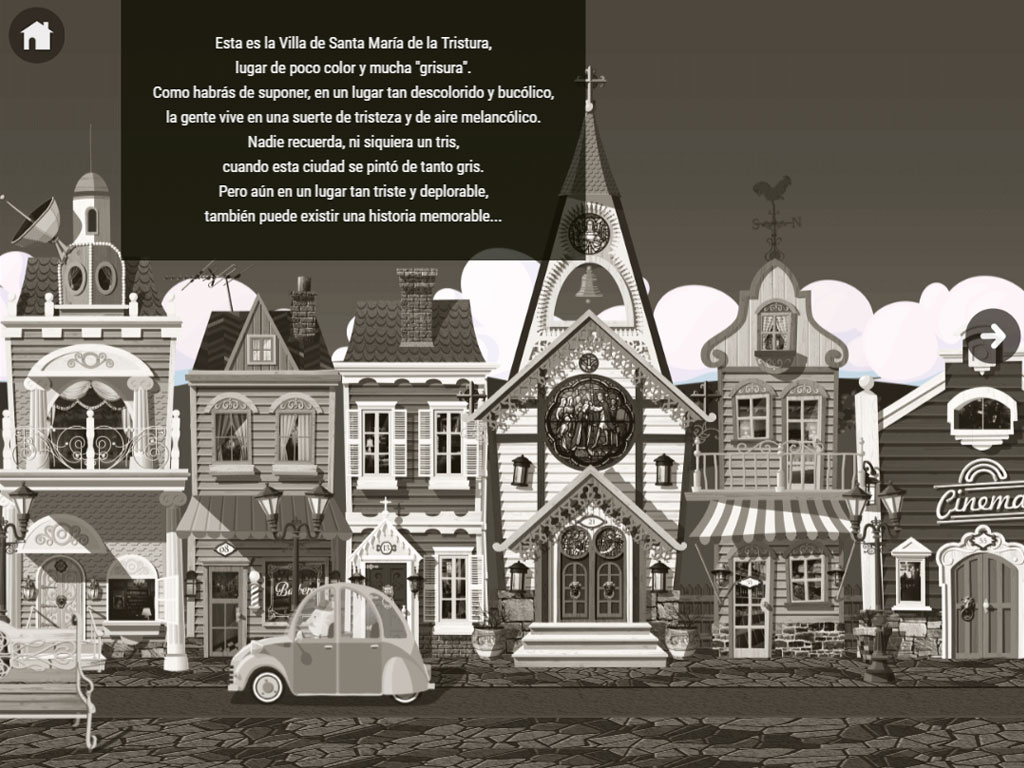 Esta es la Villa de Santa María de la Tristura,
lugar de poco color y mucha "grisura".
Como habrás de suponer, en un lugar tan descolorido y bucólico,
la gente vive en una suerte de tristeza y de aire melancólico.
Nadie recuerda, ni siquiera un tris,
cuando esta ciudad se pintó de tanto gris.
Pero aún en un lugar tan triste y deplorable,
también puede existir una historia memorable...
S N
Cinema
08
13
21